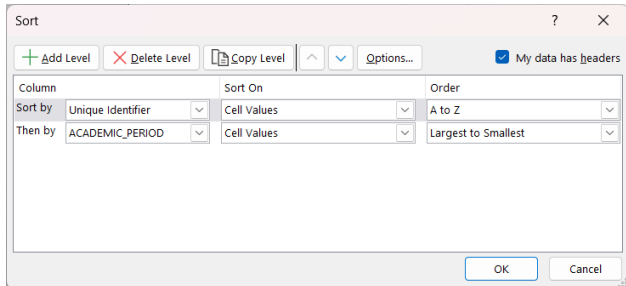 Sort ? X
Add Level Delete Level Copy Level Options... My data has headers
Column Sort On Order
Sort by Unique Identifier Cell Values A to Z
Then by ACADEMIC_PERIOD Cell Values Largest to Smallest
OK Cancel